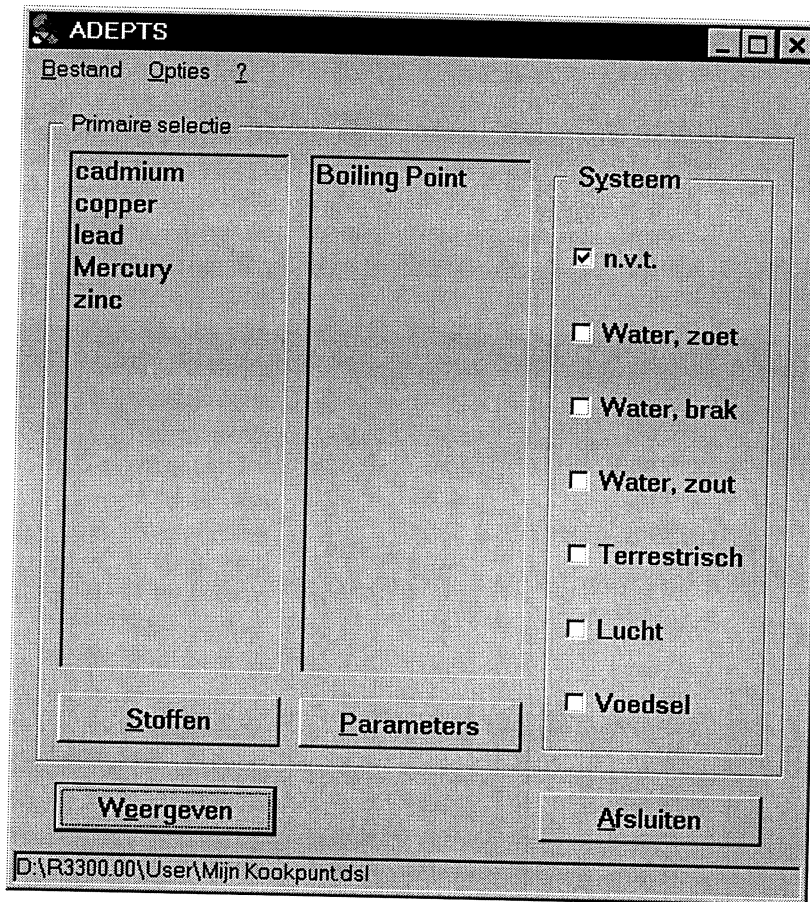 ADEPTS
Bestand Opties ?
Primaire selectie
cadmium
copper
lead
Mercury
zinc
Boiling Point
Systeem
n.v.t.
Water, zoet
Water, brak
Water, zout
Terrestrisch
Lucht
Voedsel
Stoffen
Parameters
Weergeven
Afsluiten
D:\R3300.00\User\Mijn Kookpunt.dsl